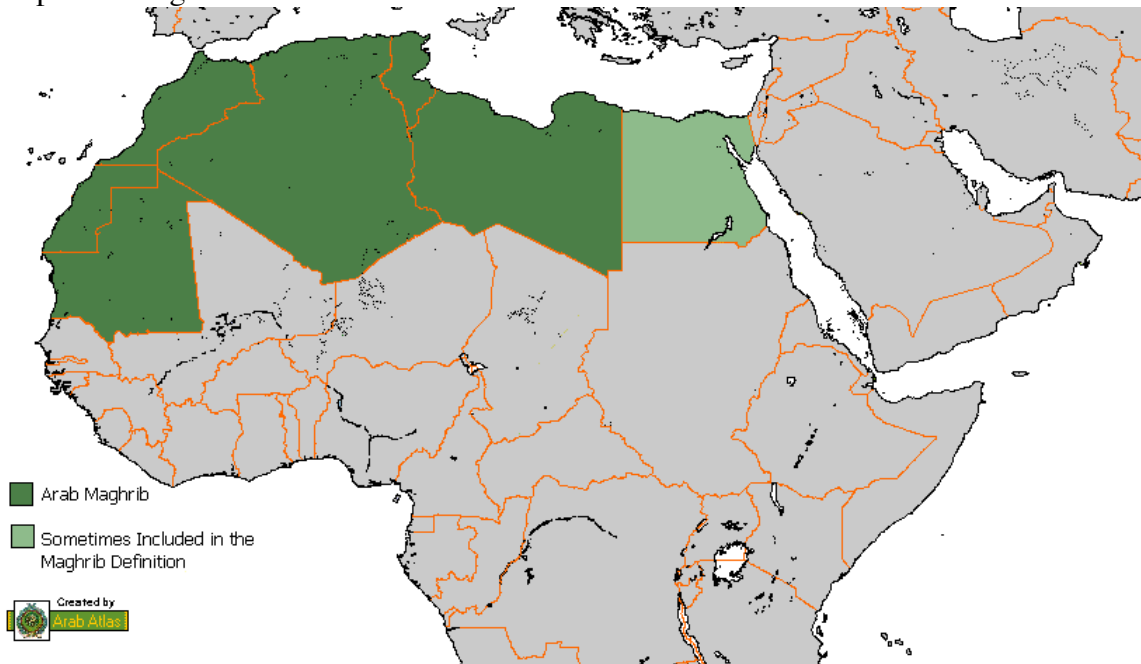 Arab Maghrib
Sometimes Included in the
Maghrib Definition
Created by
Arab Atlas